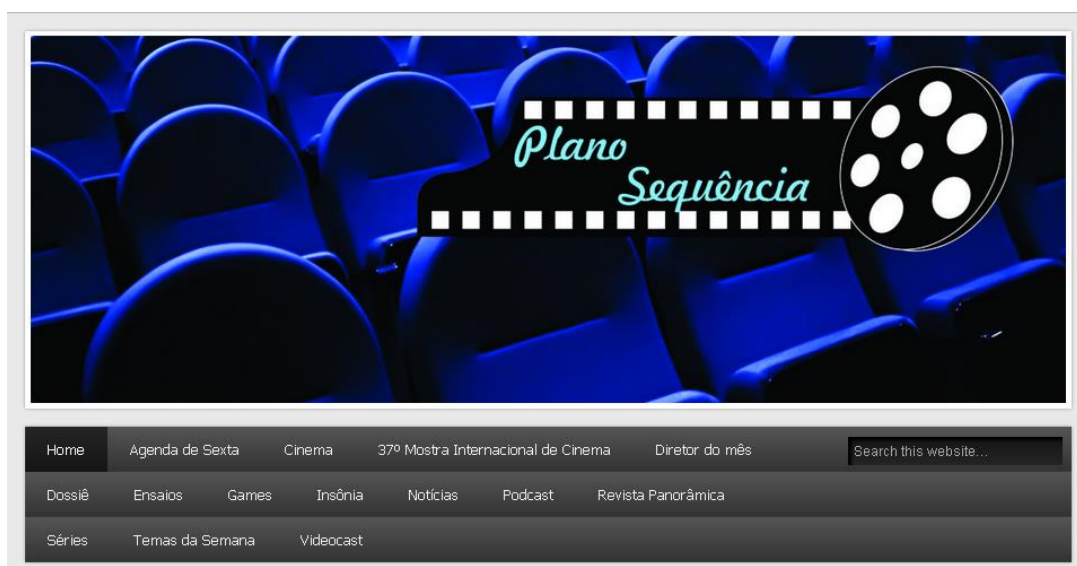 Plano
Sequência
Home Agenda de Sexta Cinema 37º Mostra Internacional de Cinema Diretor do mês Search this website...
Dossiê Ensaios Games Insônia Notícias Podcast Revista Panorâmica
Séries Temas da Semana Videocast